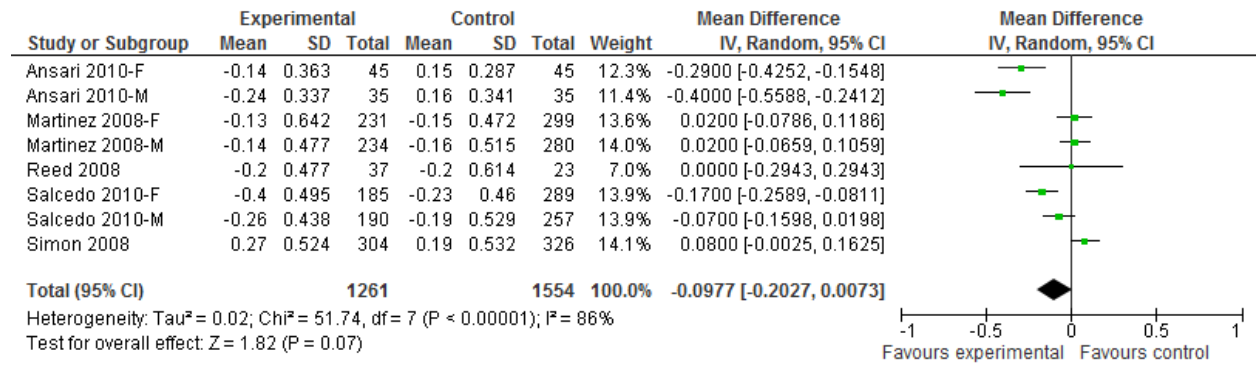 Experimental Control Mean Difference Mean Difference
Study or Subgroup Mean SD Total Mean SD Total Weight IV, Random, 95% CI IV, Random, 95% CI
Ansari 2010-F -0.14 0.363 45 0.15 0.287 45 12.3% -0.2900 [-0.4252, -0.1548]
Ansari 2010-M -0.24 0.337 35 0.16 0.341 35 11.4% -0.4000 [-0.5588, -0.2412]
Martinez 2008-F -0.13 0.642 231 -0.15 0.472 299 13.6% 0.0200 [-0.0786, 0.1186]
Martinez 2008-M -0.14 0.477 234 -0.16 0.515 280 14.0% 0.0200 [-0.0659, 0.1059]
Reed 2008 -0.2 0.477 37 -0.2 0.614 23 7.0% 0.0000 [-0.2943, 0.2943]
Salcedo 2010-F -0.4 0.495 185 -0.23 0.46 289 13.9% -0.1700 [-0.2589, -0.0811]
Salcedo 2010-M -0.26 0.438 190 -0.19 0.529 257 13.9% -0.0700 [-0.1598, 0.0198]
Simon 2008 0.27 0.524 304 0.19 0.532 326 14.1% 0.0800 [-0.0025, 0.1625]
Total (95% CI) 1261 1554 100.0% -0.0977 [-0.2027, 0.0073]
Heterogeneity: Tau² = 0.02; Chi² = 51.74, df = 7 (P < 0.00001); I² = 86%
Test for overall effect: Z = 1.82 (P = 0.07)
-1 -0.5 0 0.5 1
Favours experimental Favours control